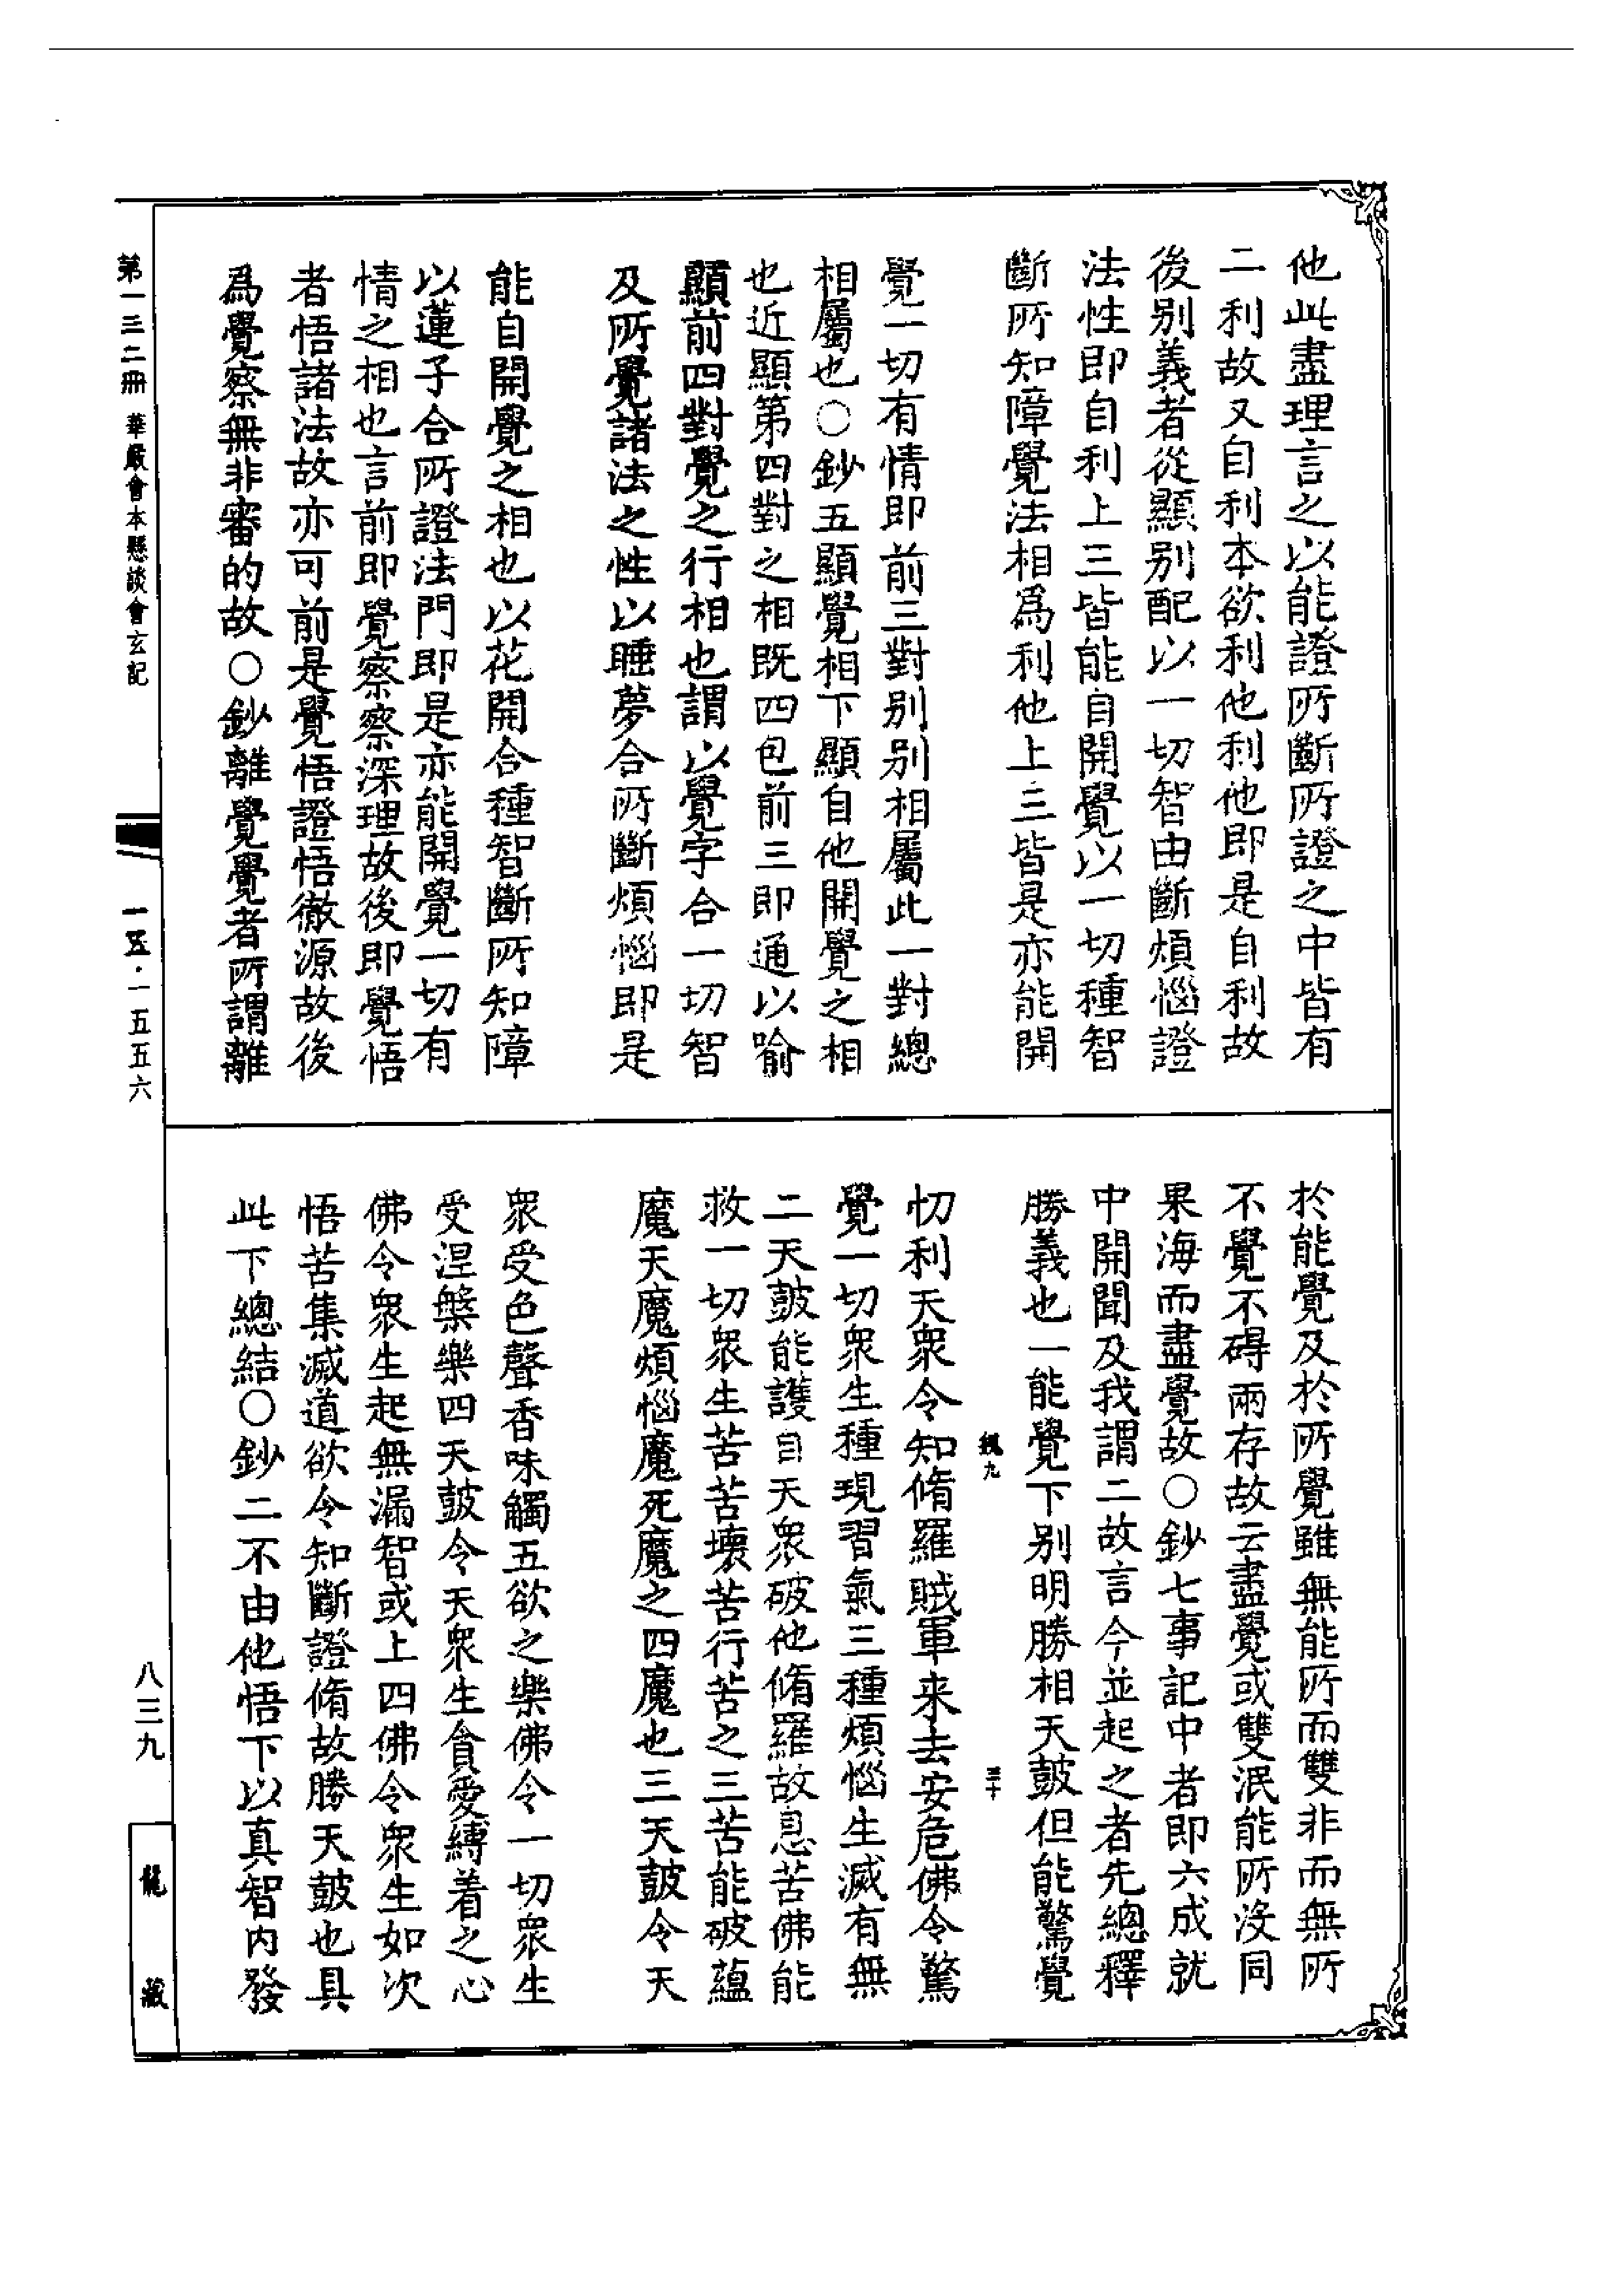 他此盡理言之以能證所斷所證之中皆有
二利故又自利本欲利他利他即是自利故
後別義者從顯別配以一切智由斷煩惱證
法性即自利上三皆能自開覺以一切種智
斷所知障覺法相爲利他上三皆是亦能開
覺一切有情即前三對別別相屬此一對總
相屬也○鈔五顯覺相下顯自他開覺之相
也近顯第四對之相既四包前三即通以喻
顯前四對覺之行相也謂以覺字合一切智
及所覺諸法之性以睡夢合所斷煩惱即是
能自開覺之相也以花開合種智斷所知障
以蓮子合所證法門即是亦能開覺一切有
情之相也言前即覺察察深理故後即覺悟
者悟諸法故亦可前是覺悟證悟徹源故後
爲覺察無非審的故○鈔離覺覺者所謂離
於能覺及於所覺雖無能所而雙非而無所
不覺不碍兩存故云盡覺或雙泯能所沒同
果海而盡覺故○鈔七事記中者即六成就
中開聞及我謂二故言今並起之者先總釋
勝義也一能覺下別明勝相天鼓但能驚覺
九
三十
忉利天衆令知脩羅賊軍来去安危佛令驚
覺一切衆生種現習氣三種煩惱生滅有無
二天鼓能護自天衆破他脩羅故息苦佛能
救一切衆生苦苦壞苦行苦之三苦能破蘊
魔天魔煩惱魔死魔之四魔也三天鼓令天
衆受色聲香味觸五欲之樂佛令一切衆生
受涅槃樂四天鼓令天衆生貪愛縛着之心
佛令衆生起無漏智或上四佛令衆生如次
悟苦集滅道欲令知斷證脩故勝天鼓也具
此下總結○鈔二不由他悟下以真智内發
第一三二冊 華嚴會本懸談會玄記
一五·一五五六
八三九
龍藏